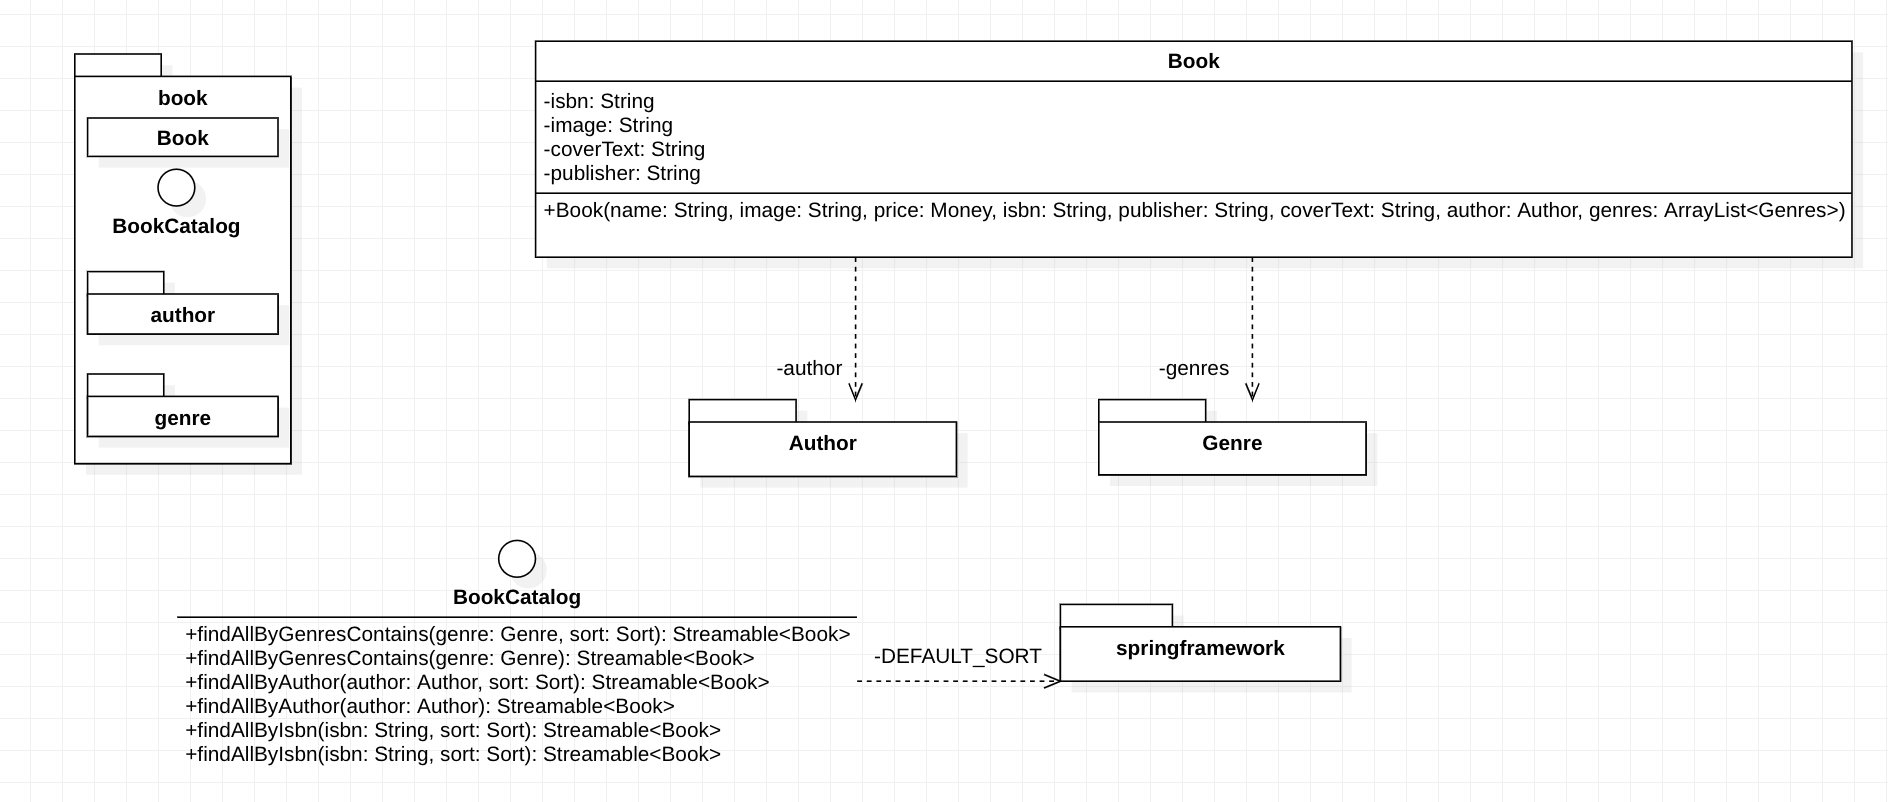 book
Book
BookCatalog
author
genre
Book
-isbn: String
-image: String
-coverText: String
-publisher: String
+Book(name: String, image: String, price: Money, isbn: String, publisher: String, coverText: String, author: Author, genres: ArrayList<Genres>)
-author
-genres
Author
Genre
BookCatalog
+findAllByGenresContains(genre: Genre, sort: Sort): Streamable<Book>
+findAllByGenresContains(genre: Genre): Streamable<Book>
+findAllByAuthor(author: Author, sort: Sort): Streamable<Book>
+findAllByAuthor(author: Author): Streamable<Book>
+findAllByIsbn(isbn: String, sort: Sort): Streamable<Book>
+findAllByIsbn(isbn: String, sort: Sort): Streamable<Book>
-DEFAULT_SORT
springframework